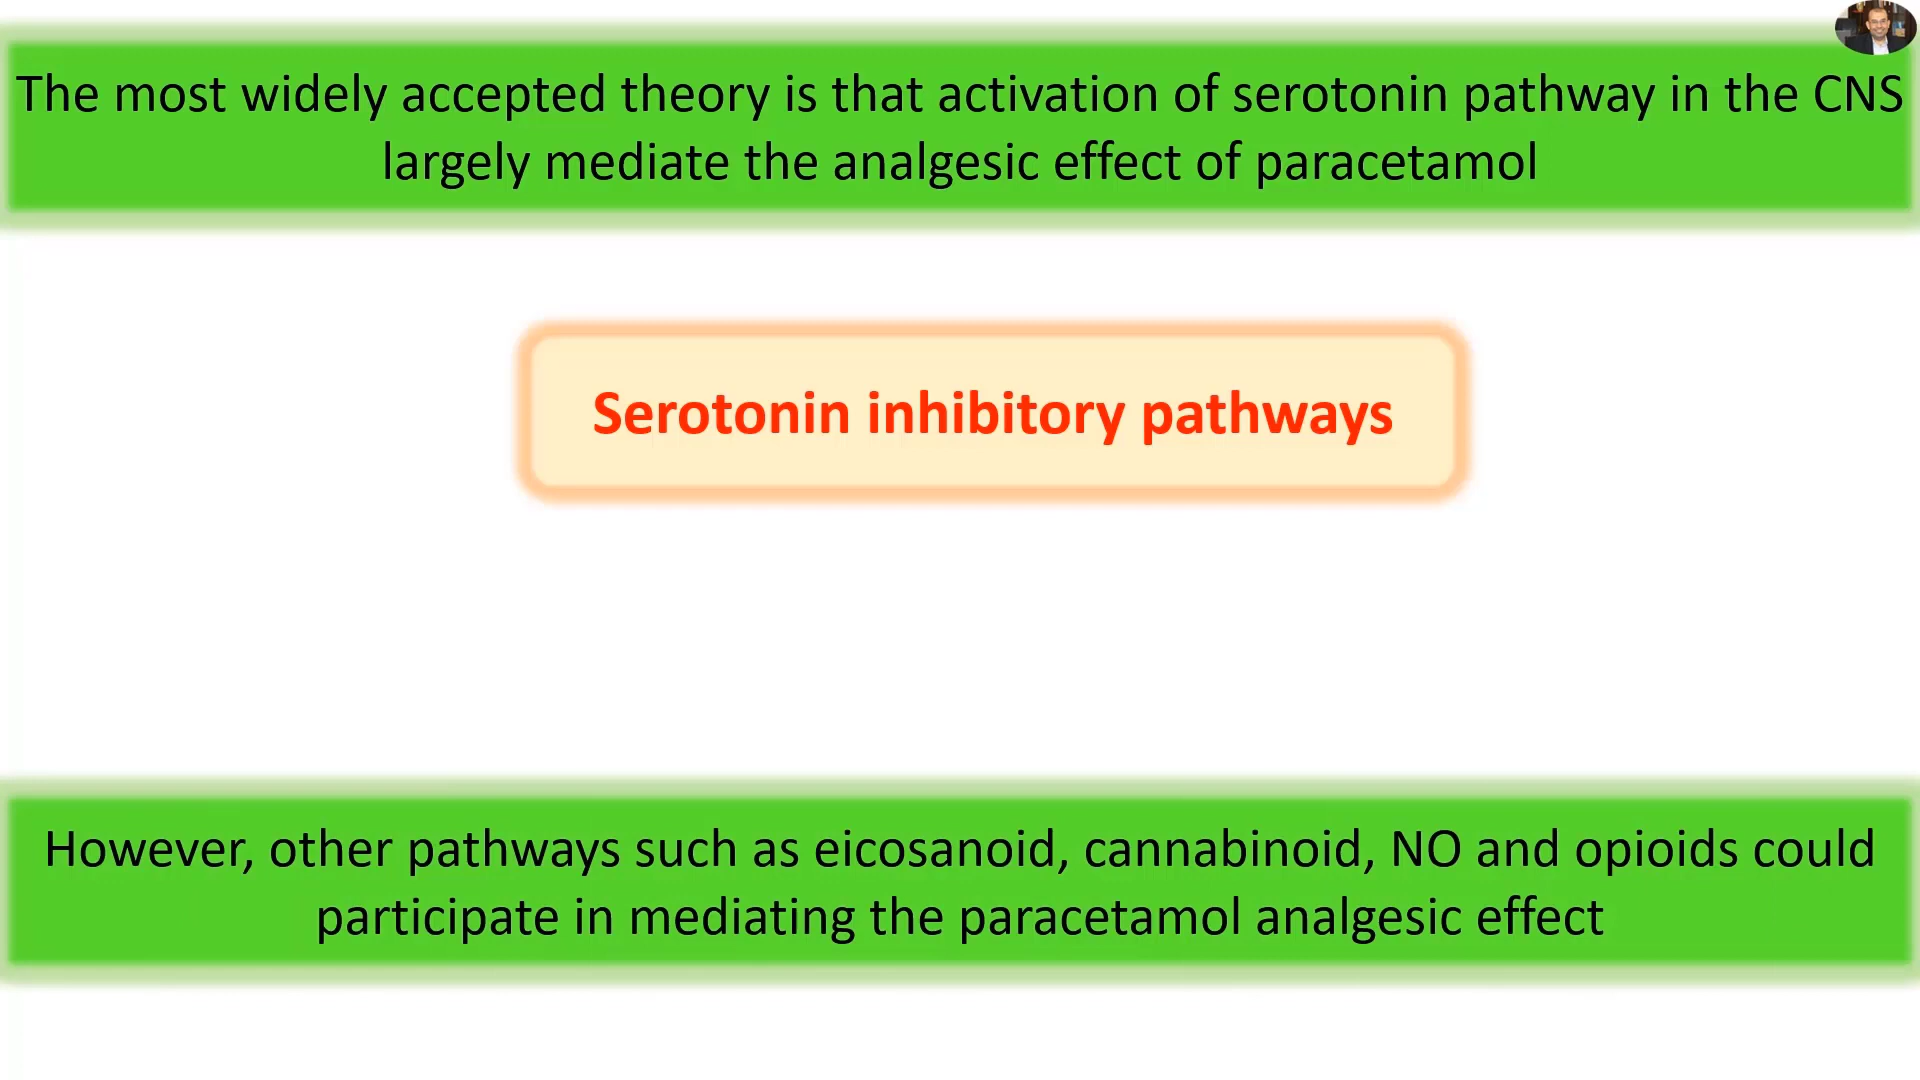 The most widely accepted theory is that activation of serotonin pathway in the CNS
largely mediate the analgesic effect of paracetamol
Serotonin inhibitory pathways
However, other pathways such as eicosanoid, cannabinoid, NO and opioids could
participate in mediating the paracetamol analgesic effect